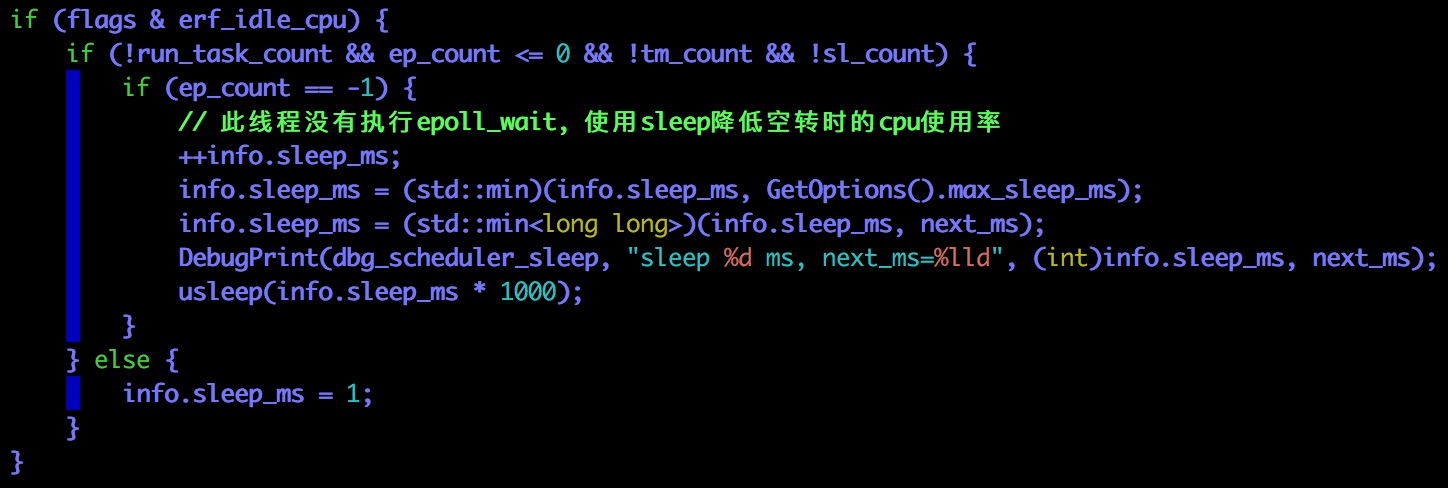 if (flags & erf_idle_cpu) {
    if (!run_task_count && ep_count <= 0 && !tm_count && !sl_count) {
        if (ep_count == -1) {
            // 此线程没有执行epoll_wait, 使用sleep降低空转时的cpu使用率
            ++info.sleep_ms;
            info.sleep_ms = (std::min)(info.sleep_ms, GetOptions().max_sleep_ms);
            info.sleep_ms = (std::min<long long>)(info.sleep_ms, next_ms);
            DebugPrint(dbg_scheduler_sleep, "sleep %d ms, next_ms=%lld", (int)info.sleep_ms, next_ms);
            usleep(info.sleep_ms * 1000);
        }
    } else {
        info.sleep_ms = 1;
    }
}